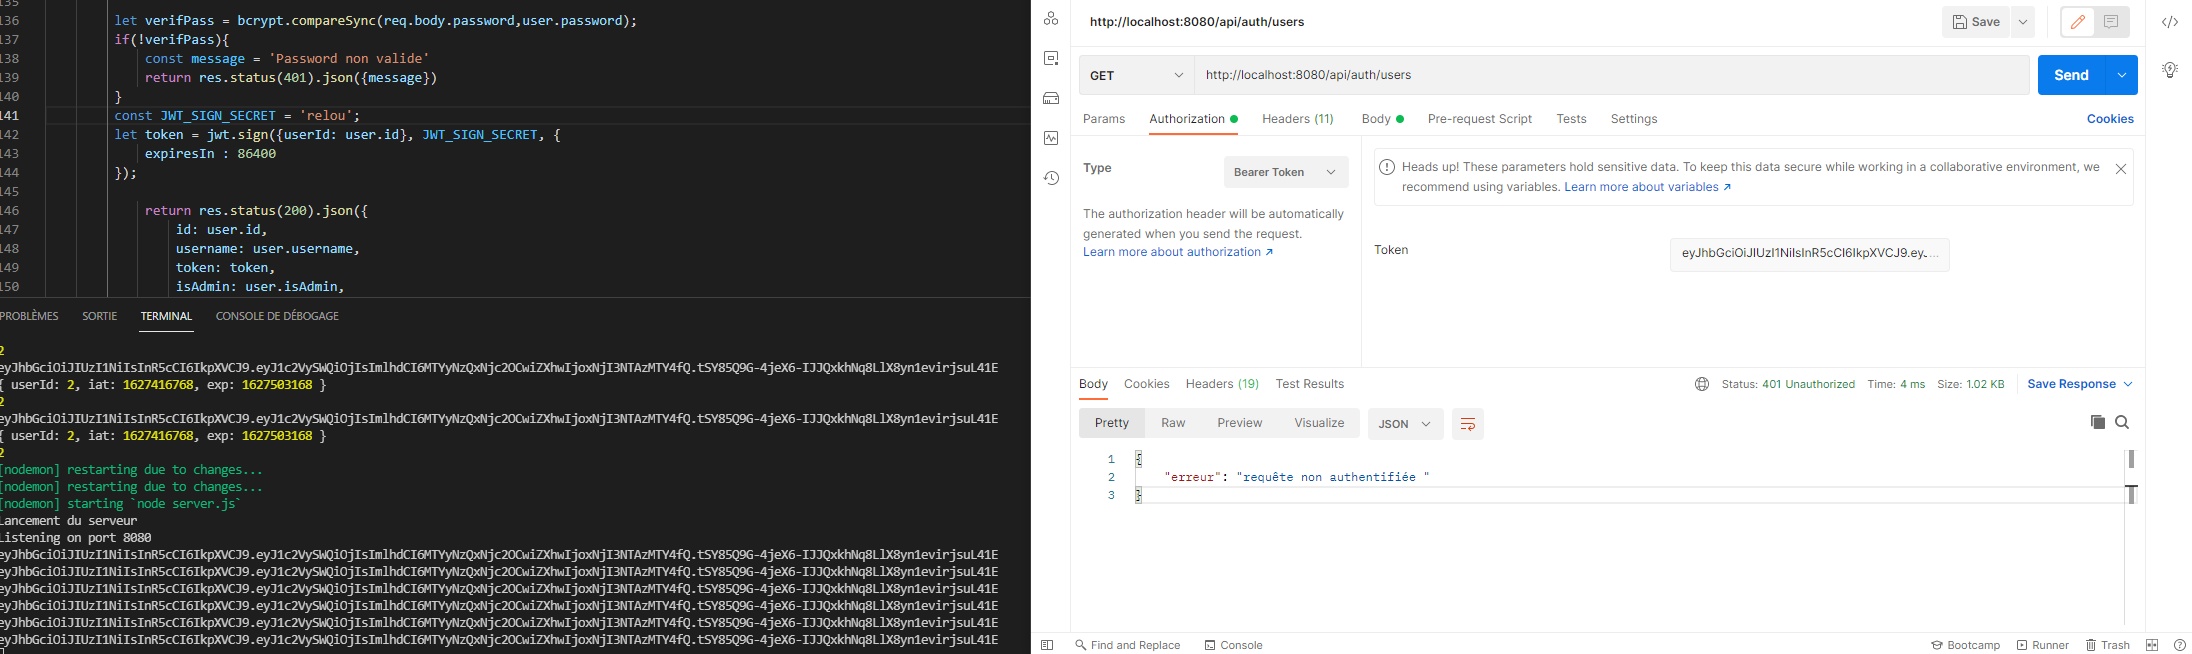 135
136 let verifPass = bcrypt.compareSync(req.body.password,user.password);
137 if(!verifPass){
138 const message = 'Password non valide'
139 return res.status(401).json({message})
140 }
141 const JWT_SIGN_SECRET = 'relou';
142 let token = jwt.sign({userId: user.id}, JWT_SIGN_SECRET, {
143 expiresIn : 86400
144 });
145
146 return res.status(200).json({
147 id: user.id,
148 username: user.username,
149 token: token,
150 isAdmin: user.isAdmin,
PROBLÈMES SORTIE TERMINAL CONSOLE DE DÉBOGAGE
2
eyJhbGciOiJIUzI1NiIsInR5cCI6IkpXVCJ9.eyJ1c2VySWQiOjIsImlhdCI6MTYyNzQxNjc2OCwiZXhwIjoxNjI3NTAzMTY4fQ.tSY85Q9G-4jeX6-IJJQxkhNq8LlX8yn1evirjsuL41E
{ userId: 2, iat: 1627416768, exp: 1627503168 }
2
eyJhbGciOiJIUzI1NiIsInR5cCI6IkpXVCJ9.eyJ1c2VySWQiOjIsImlhdCI6MTYyNzQxNjc2OCwiZXhwIjoxNjI3NTAzMTY4fQ.tSY85Q9G-4jeX6-IJJQxkhNq8LlX8yn1evirjsuL41E
{ userId: 2, iat: 1627416768, exp: 1627503168 }
2
[nodemon] restarting due to changes...
[nodemon] restarting due to changes...
[nodemon] starting `node server.js`
Lancement du serveur
Listening on port 8080
eyJhbGciOiJIUzI1NiIsInR5cCI6IkpXVCJ9.eyJ1c2VySWQiOjIsImlhdCI6MTYyNzQxNjc2OCwiZXhwIjoxNjI3NTAzMTY4fQ.tSY85Q9G-4jeX6-IJJQxkhNq8LlX8yn1evirjsuL41E
eyJhbGciOiJIUzI1NiIsInR5cCI6IkpXVCJ9.eyJ1c2VySWQiOjIsImlhdCI6MTYyNzQxNjc2OCwiZXhwIjoxNjI3NTAzMTY4fQ.tSY85Q9G-4jeX6-IJJQxkhNq8LlX8yn1evirjsuL41E
eyJhbGciOiJIUzI1NiIsInR5cCI6IkpXVCJ9.eyJ1c2VySWQiOjIsImlhdCI6MTYyNzQxNjc2OCwiZXhwIjoxNjI3NTAzMTY4fQ.tSY85Q9G-4jeX6-IJJQxkhNq8LlX8yn1evirjsuL41E
eyJhbGciOiJIUzI1NiIsInR5cCI6IkpXVCJ9.eyJ1c2VySWQiOjIsImlhdCI6MTYyNzQxNjc2OCwiZXhwIjoxNjI3NTAzMTY4fQ.tSY85Q9G-4jeX6-IJJQxkhNq8LlX8yn1evirjsuL41E
eyJhbGciOiJIUzI1NiIsInR5cCI6IkpXVCJ9.eyJ1c2VySWQiOjIsImlhdCI6MTYyNzQxNjc2OCwiZXhwIjoxNjI3NTAzMTY4fQ.tSY85Q9G-4jeX6-IJJQxkhNq8LlX8yn1evirjsuL41E
eyJhbGciOiJIUzI1NiIsInR5cCI6IkpXVCJ9.eyJ1c2VySWQiOjIsImlhdCI6MTYyNzQxNjc2OCwiZXhwIjoxNjI3NTAzMTY4fQ.tSY85Q9G-4jeX6-IJJQxkhNq8LlX8yn1evirjsuL41E
http://localhost:8080/api/auth/users Save
GET http://localhost:8080/api/auth/users Send
Params Authorization Headers (11) Body Pre-request Script Tests Settings Cookies
Type Bearer Token
The authorization header will be automatically
generated when you send the request.
Learn more about authorization ↗
Heads up! These parameters hold sensitive data. To keep this data secure while working in a collaborative environment, we
recommend using variables. Learn more about variables ↗
Token eyJhbGciOiJIUzI1NiIsInR5cCI6IkpXVCJ9.eyJ...
Body Cookies Headers (19) Test Results Status: 401 Unauthorized Time: 4 ms Size: 1.02 KB Save Response
Pretty Raw Preview Visualize JSON
1 {
2 "erreur": "requête non authentifiée "
3 }
Find and Replace Console Bootcamp Runner Trash